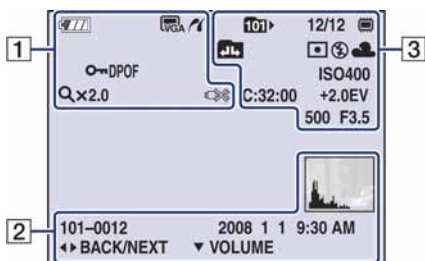 1
VGA
101
12/12
3
DPOF
ISO400
×2.0
C:32:00
+2.0EV
500 F3.5
2
101-0012
2008 1 1 9:30 AM
BACK/NEXT
VOLUME